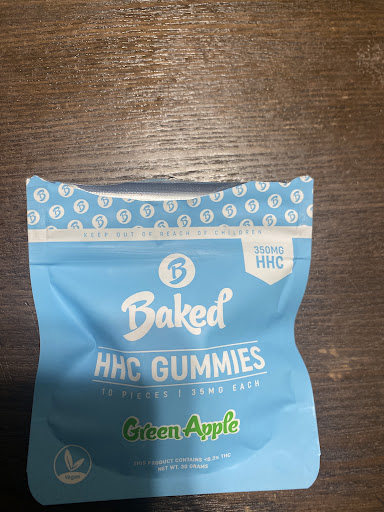 KEEP OUT OF REACH OF CHILDREN
350MG
HHC
B
Baked
HHC GUMMIES
10 PIECES | 35MG EACH
Green Apple
THIS PRODUCT CONTAINS <0.3% THC
NET WT. 30 GRAMS
Vegan